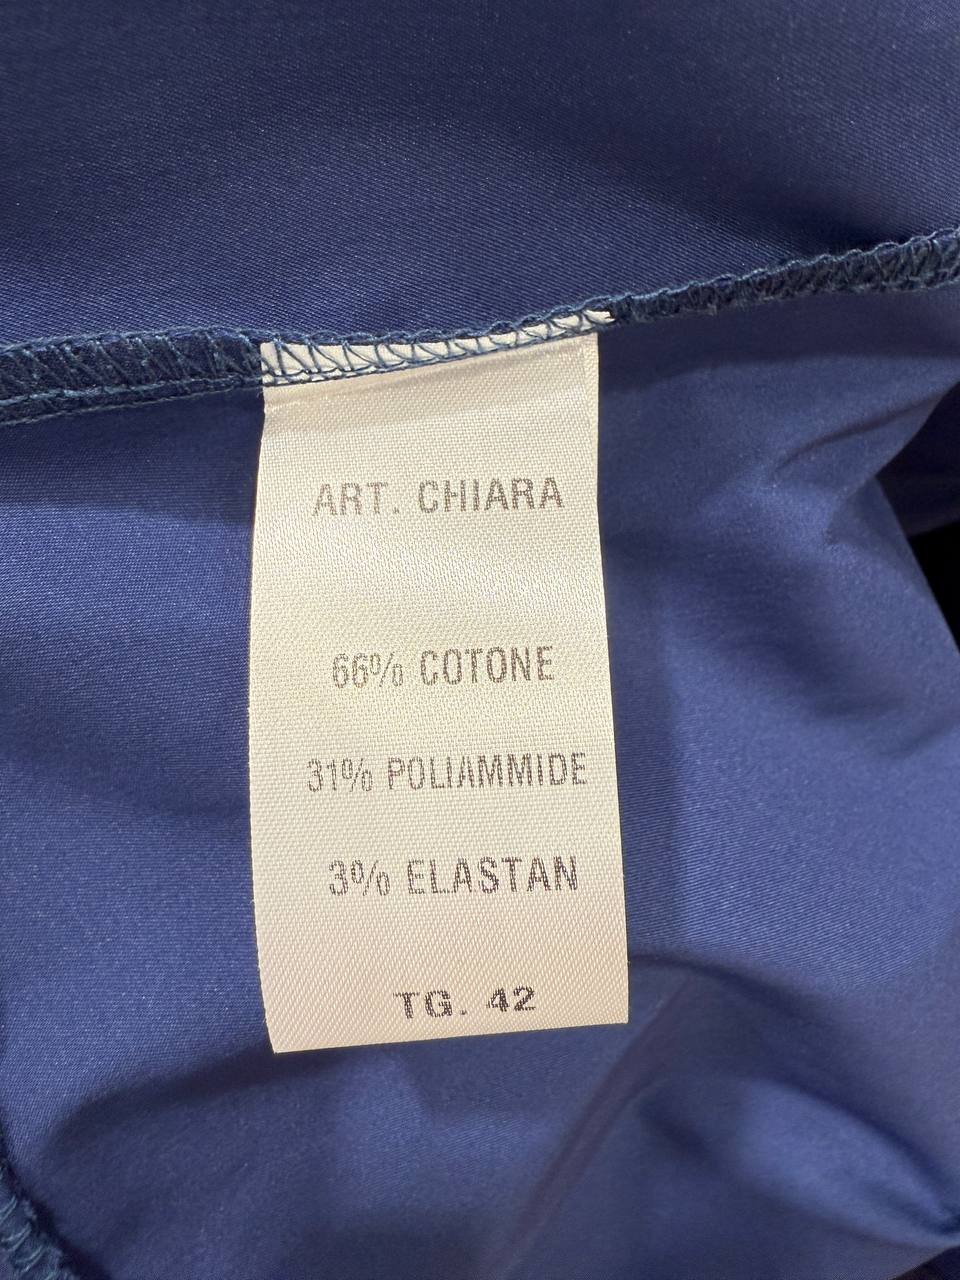 ART. CHIARA
66% COTONE
31% POLIAMMIDE
3% ELASTAN
TG. 42